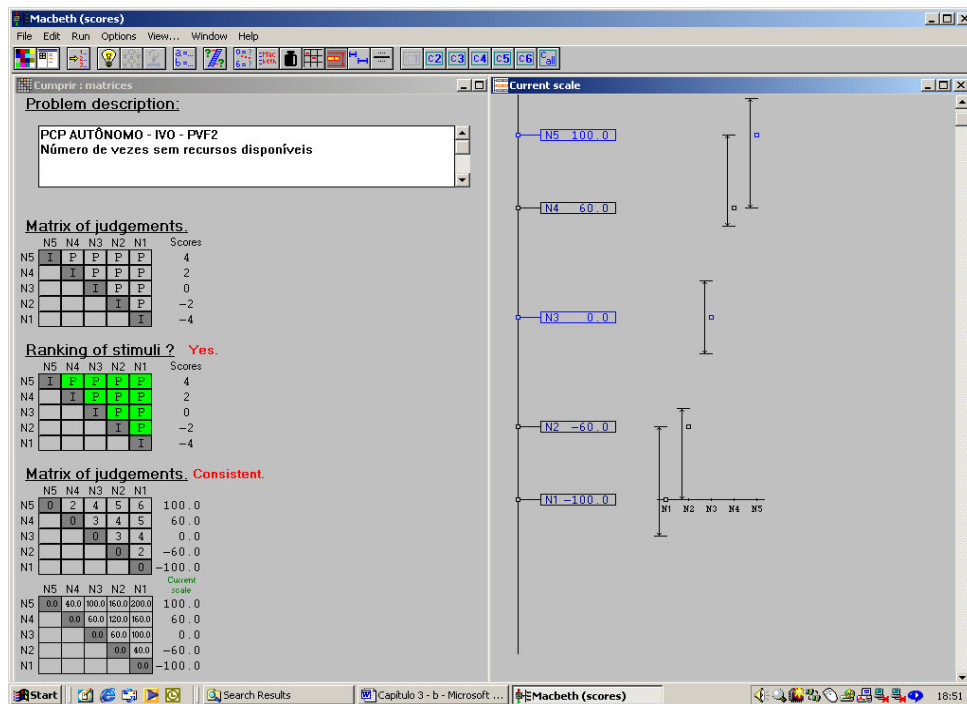 Macbeth (scores)
File Edit Run Options View... Window Help
C2 C3 C4 C5 C6 Call
Cumprir : matrices
Problem description:
PCP AUTÔNOMO - IVO - PVF2
Número de vezes sem recursos disponíveis
Matrix of judgements.
N5 N4 N3 N2 N1 Scores
N5 I P P P P 4
N4 I P P P 2
N3 I P P 0
N2 I P −2
N1 I −4
Ranking of stimuli ? Yes.
N5 N4 N3 N2 N1 Scores
N5 I P P P P 4
N4 I P P P 2
N3 I P P 0
N2 I P −2
N1 I −4
Matrix of judgements. Consistent.
N5 N4 N3 N2 N1
N5 0 2 4 5 6 100.0
N4 0 3 4 5 60.0
N3 0 3 4 0.0
N2 0 2 −60.0
N1 0 −100.0
Current
N5 N4 N3 N2 N1 scale
N5 0.0 40.0 100.0 160.0 200.0 100.0
N4 0.0 60.0 120.0 160.0 60.0
N3 0.0 60.0 100.0 0.0
N2 0.0 40.0 −60.0
N1 0.0 −100.0
Current scale
N5 100.0
N4 60.0
N3 0.0
N2 −60.0
N1 −100.0
N1 N2 N3 N4 N5
Start
Search Results
Capítulo 3 - b - Microsoft ...
Macbeth (scores)
18:51